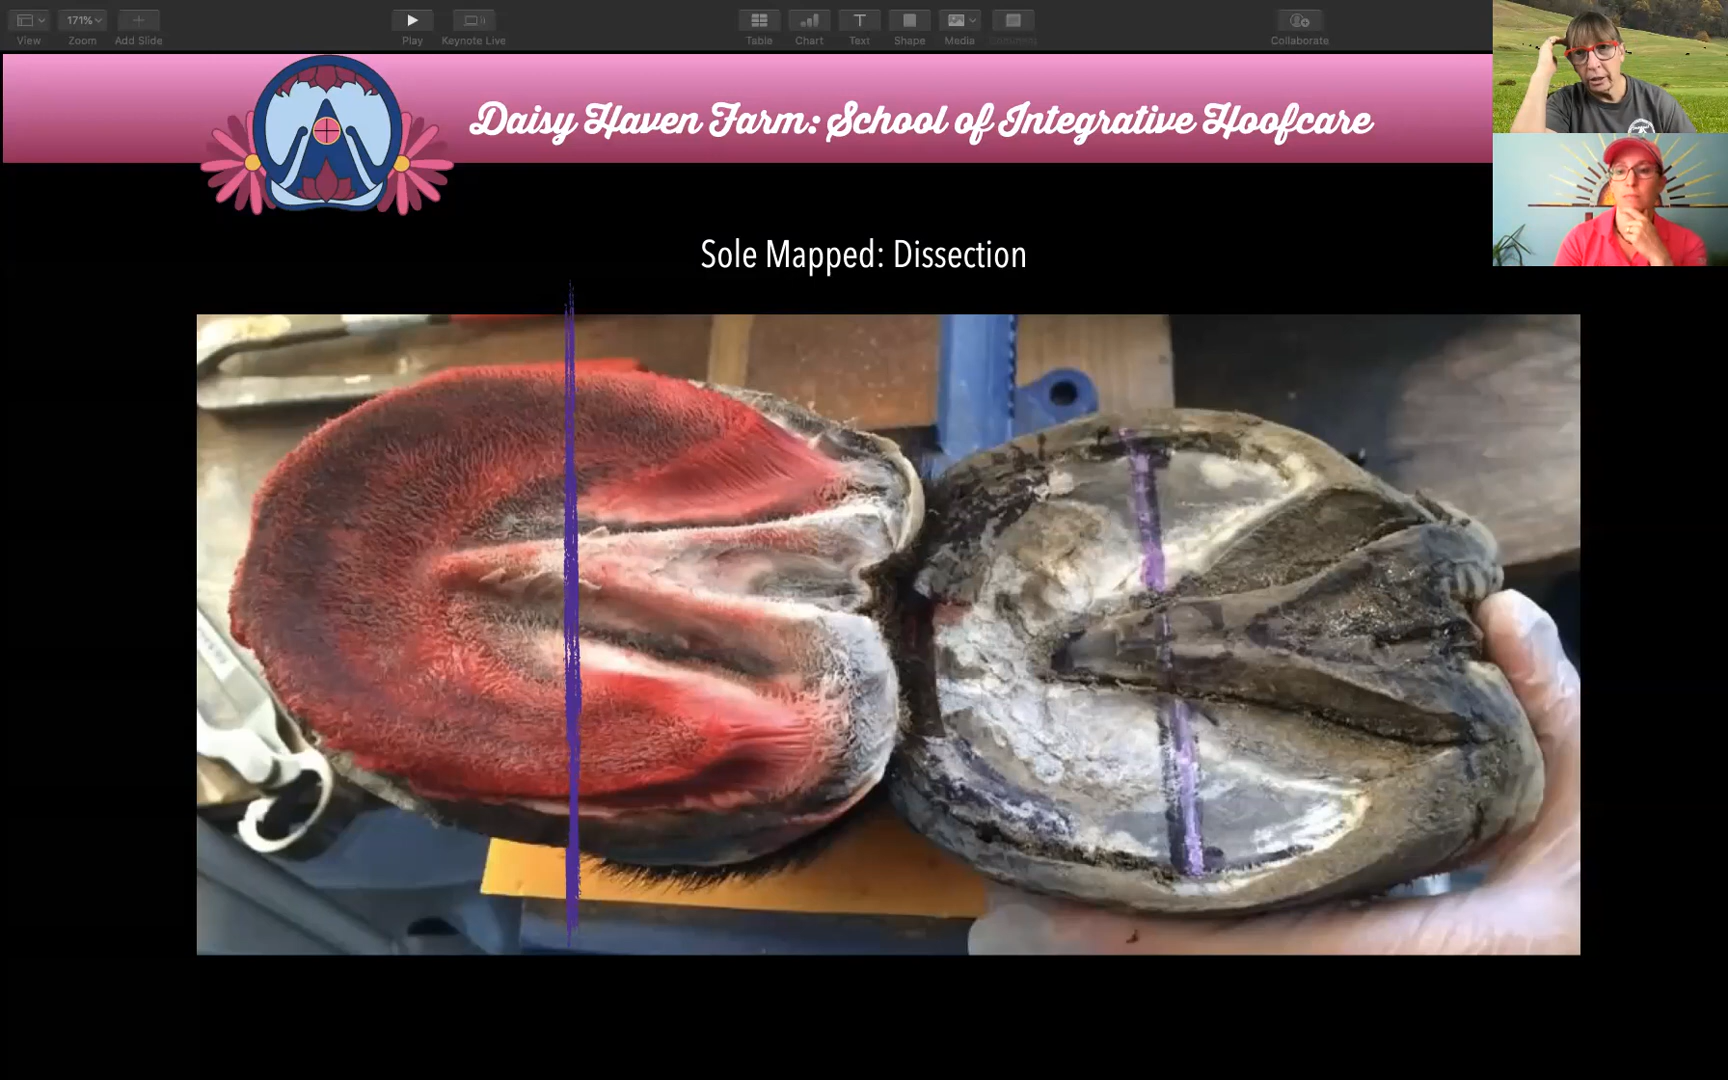 171%
View
Zoom
Add Slide
Play
Keynote Live
Table
Chart
Text
Shape
Media
Comment
Collaborate
Daisy Haven Farm: School of Integrative Hoofcare
Sole Mapped: Dissection